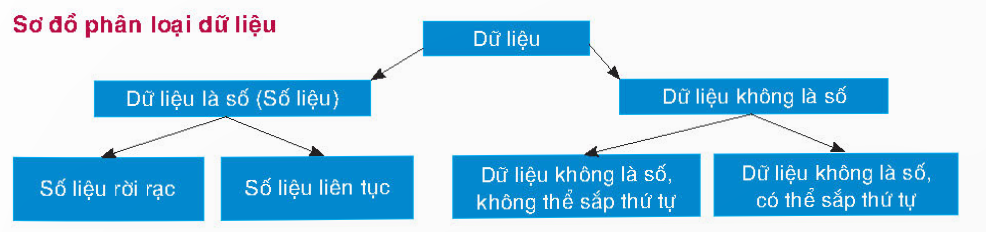 Sơ đồ phân loại dữ liệu
Dữ liệu
Dữ liệu là số (Số liệu)
Dữ liệu không là số
Số liệu rời rạc
Số liệu liên tục
Dữ liệu không là số,
không thể sắp thứ tự
Dữ liệu không là số,
có thể sắp thứ tự